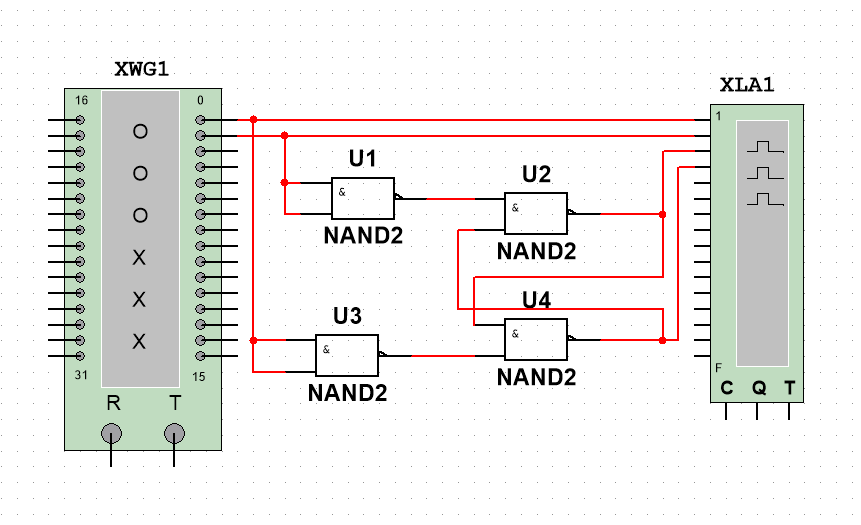 XWG1
16 0
O
O
O
X
X
X
31 15
R T
U1
&
NAND2
U2
&
NAND2
U3
&
NAND2
U4
&
NAND2
XLA1
1
F
C Q T